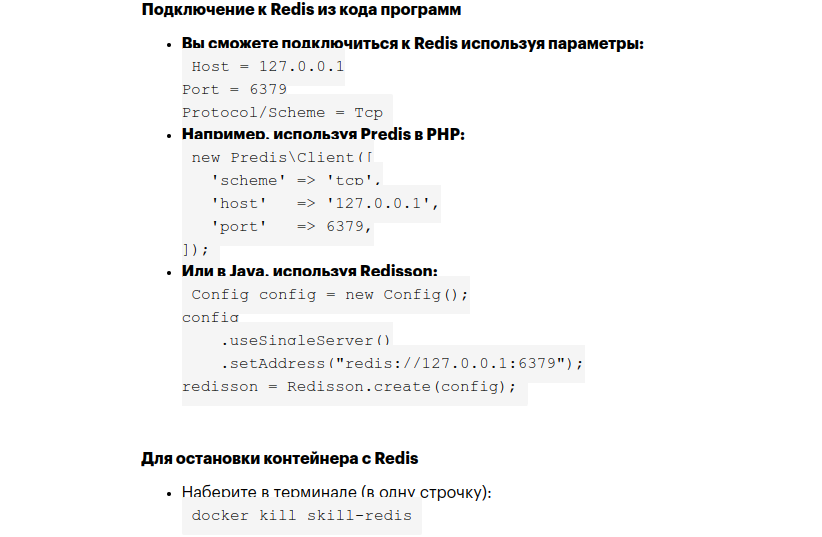 Подключение к Redis из кода программ
• Вы сможете подключиться к Redis используя параметры:
Host = 127.0.0.1
Port = 6379
Protocol/Scheme = Tcp
• Например, используя Predis в PHP:
new Predis\Client([
'scheme' => 'tcp',
'host'   => '127.0.0.1',
'port'   => 6379,
]);
• Или в Java, используя Redisson:
Config config = new Config();
config
.useSingleServer()
.setAddress("redis://127.0.0.1:6379");
redisson = Redisson.create(config);
Для остановки контейнера с Redis
• Наберите в терминале (в одну строчку):
docker kill skill-redis